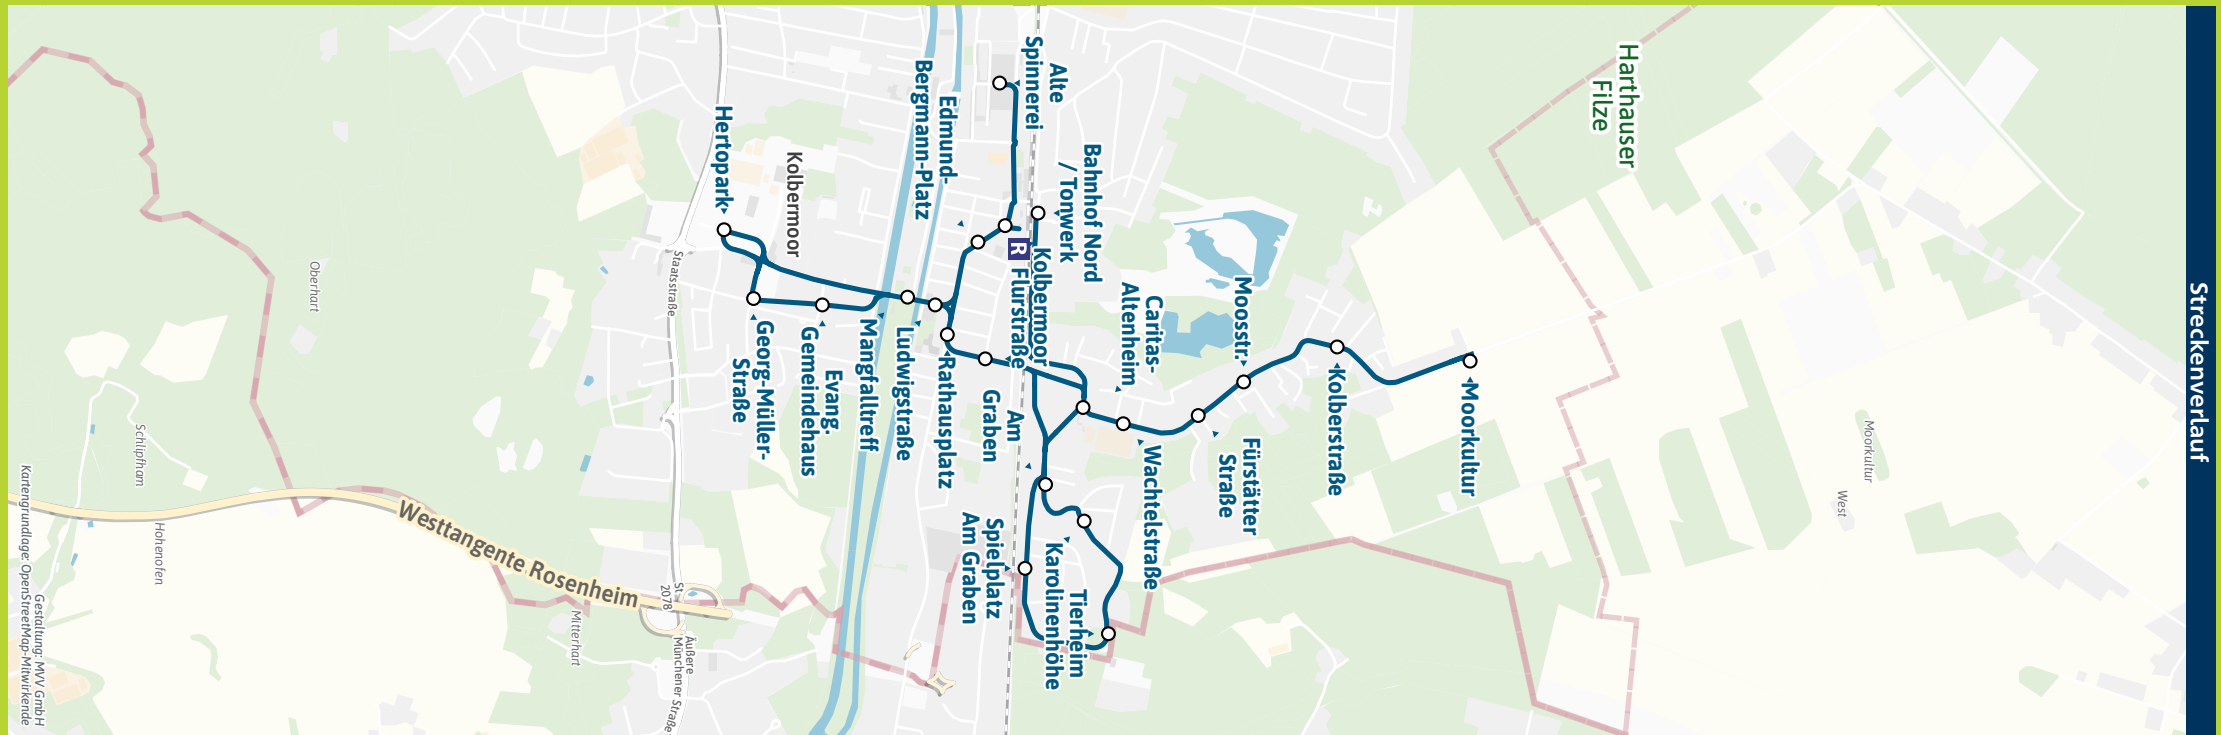 Streckenverlauf
Harthauser
Filze
Moorkultur
West
Moorkultur
Kolberstraße
Moosstr.
Fürstätter
Straße
Wachtelstraße
Caritas-
Altenheim
Bahnhof Nord
/ Tonwerk
Alte
Spinnerei
Kolbermoor
R
Flurstraße
Tierheim
Karolinenhöhe
Am
Graben
Spielplatz
Am Graben
Edmund-
Bergmann-Platz
Rathausplatz
Ludwigstraße
Mangfalltreff
Evang.
Gemeindehaus
Georg-Müller-
Straße
Kolbermoor
Hertopark
Staatsstraße
St
2078
Äußere
Münchener Straße
Westtangente Rosenheim
Mitterhart
Oberhart
Hohenofen
Schlipfham
Gestaltung: MVV GmbH
Kartengrundlage: OpenStreetMap-Mitwirkende